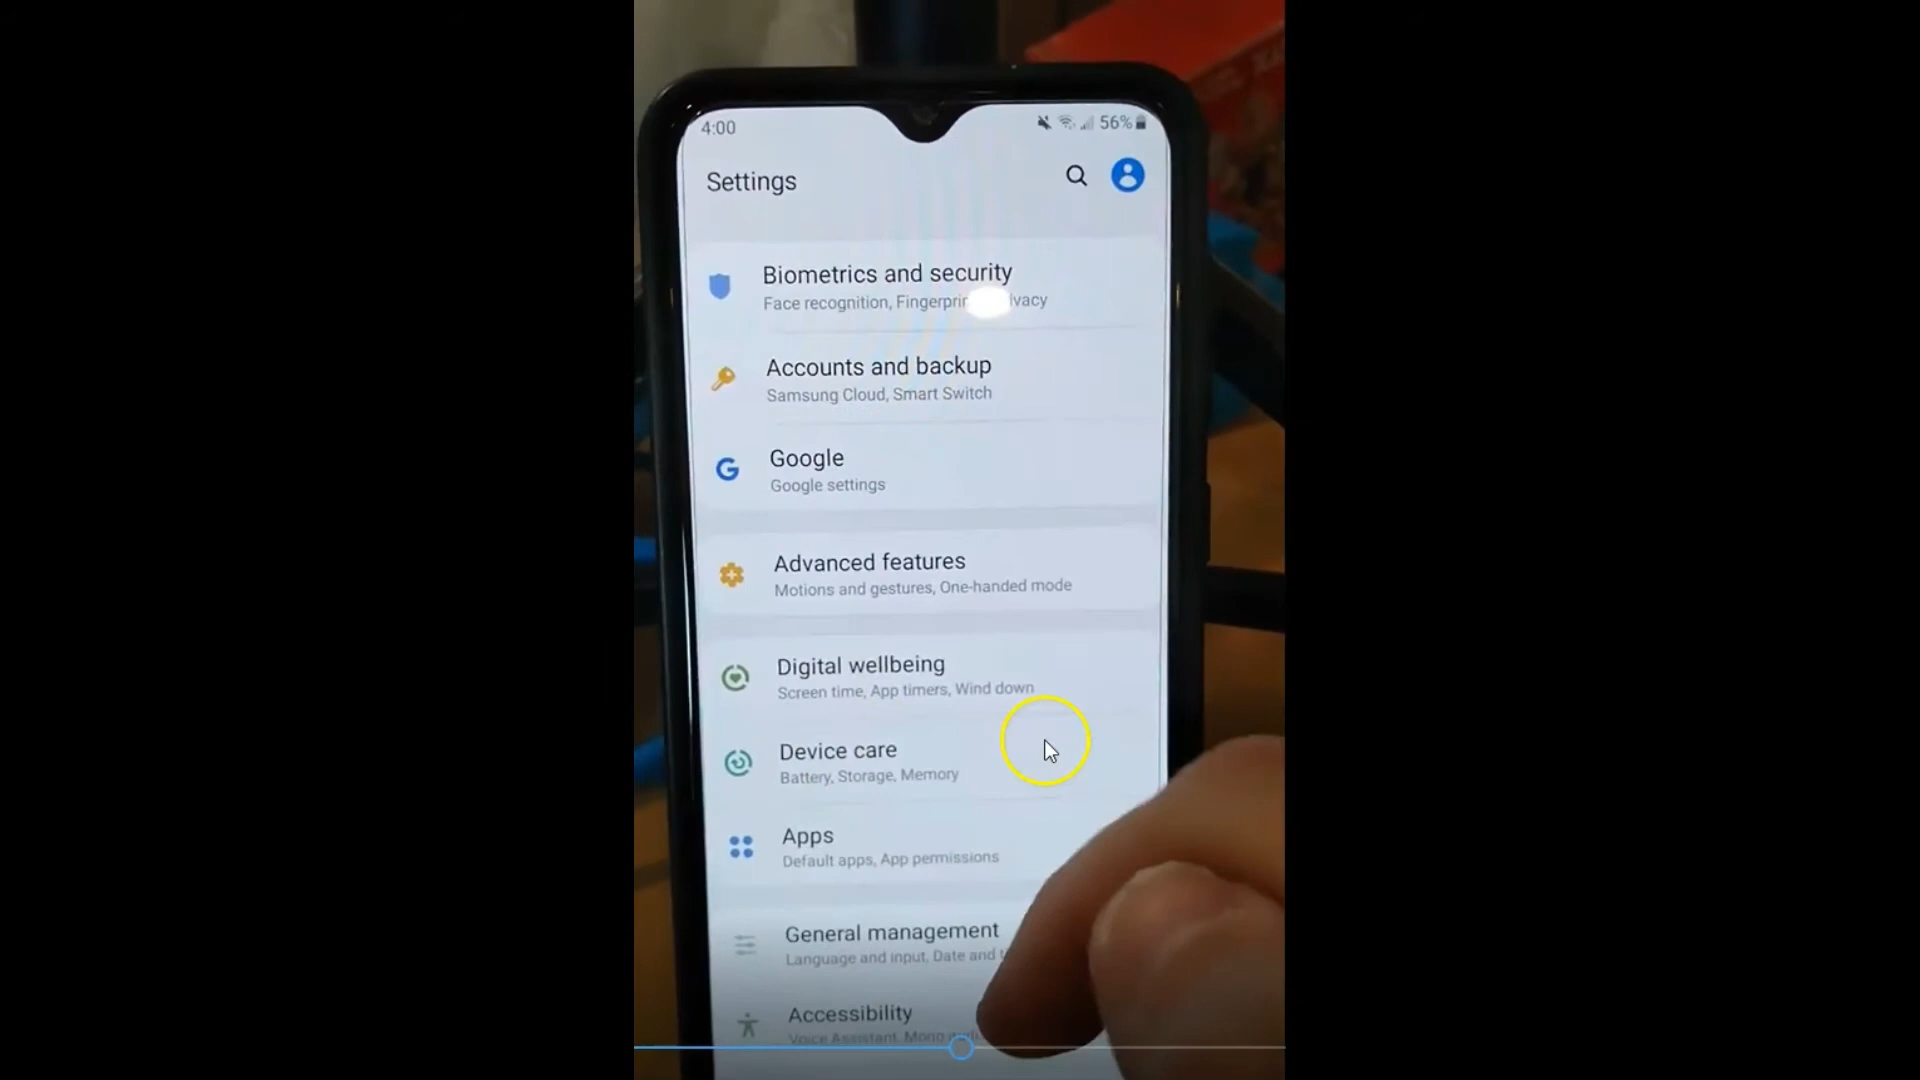 4:00
56%
Settings
Biometrics and security
Face recognition, Fingerprin
Accounts and backup
Samsung Cloud, Smart Switch
Google
Google settings
Advanced features
Motions and gestures, One-handed mode
Digital wellbeing
Screen time, App timers, Wind down
Device care
Battery, Storage, Memory
Apps
Default apps, App permissions
General management
Language and input, Date and
Accessibility
Voice Assistant, Mono